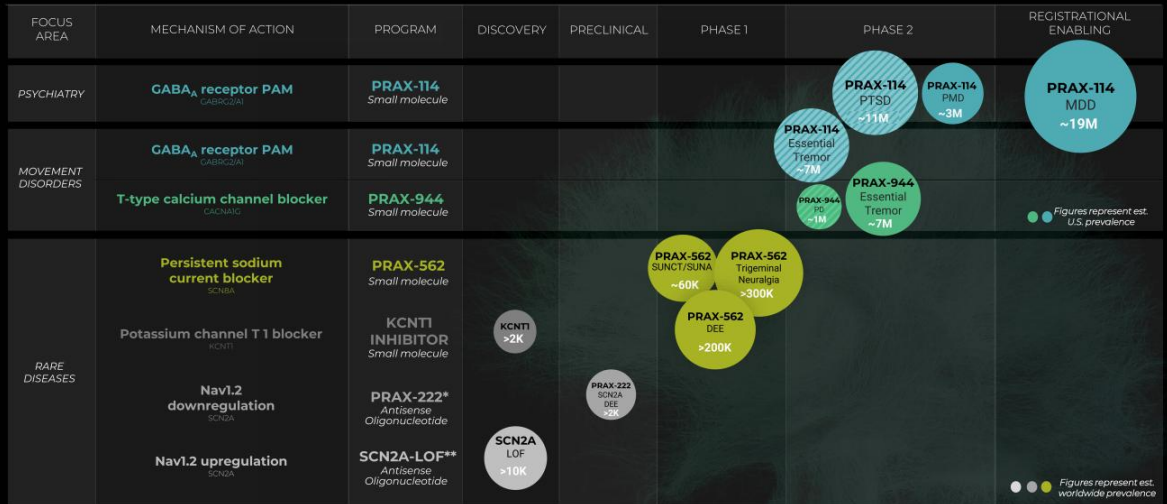 FOCUS
AREA
MECHANISM OF ACTION
PROGRAM
DISCOVERY
PRECLINICAL
PHASE 1
PHASE 2
REGISTRATIONAL
ENABLING
PSYCHIATRY
GABAA receptor PAM
GABRG2/A1
PRAX-114
Small molecule
PRAX-114
PTSD
~11M
PRAX-114
PMD
~3M
PRAX-114
MDD
~19M
MOVEMENT
DISORDERS
GABAA receptor PAM
GABRG2/A1
PRAX-114
Small molecule
PRAX-114
Essential
Tremor
~7M
T-type calcium channel blocker
CACNA1G
PRAX-944
Small molecule
PRAX-944
PD
~1M
PRAX-944
Essential
Tremor
~7M
Figures represent est.
U.S. prevalence
RARE
DISEASES
Persistent sodium
current blocker
SCN8A
PRAX-562
Small molecule
PRAX-562
SUNCT/SUNA
~60K
PRAX-562
Trigeminal
Neuralgia
>300K
PRAX-562
DEE
>200K
Potassium channel T 1 blocker
KCNT1
KCNT1
INHIBITOR
Small molecule
KCNT1
>2K
Nav1.2
downregulation
SCN2A
PRAX-222*
Antisense
Oligonucleotide
PRAX-222
SCN2A
DEE
>2K
Nav1.2 upregulation
SCN2A
SCN2A-LOF**
Antisense
Oligonucleotide
SCN2A
LOF
>10K
Figures represent est.
worldwide prevalence